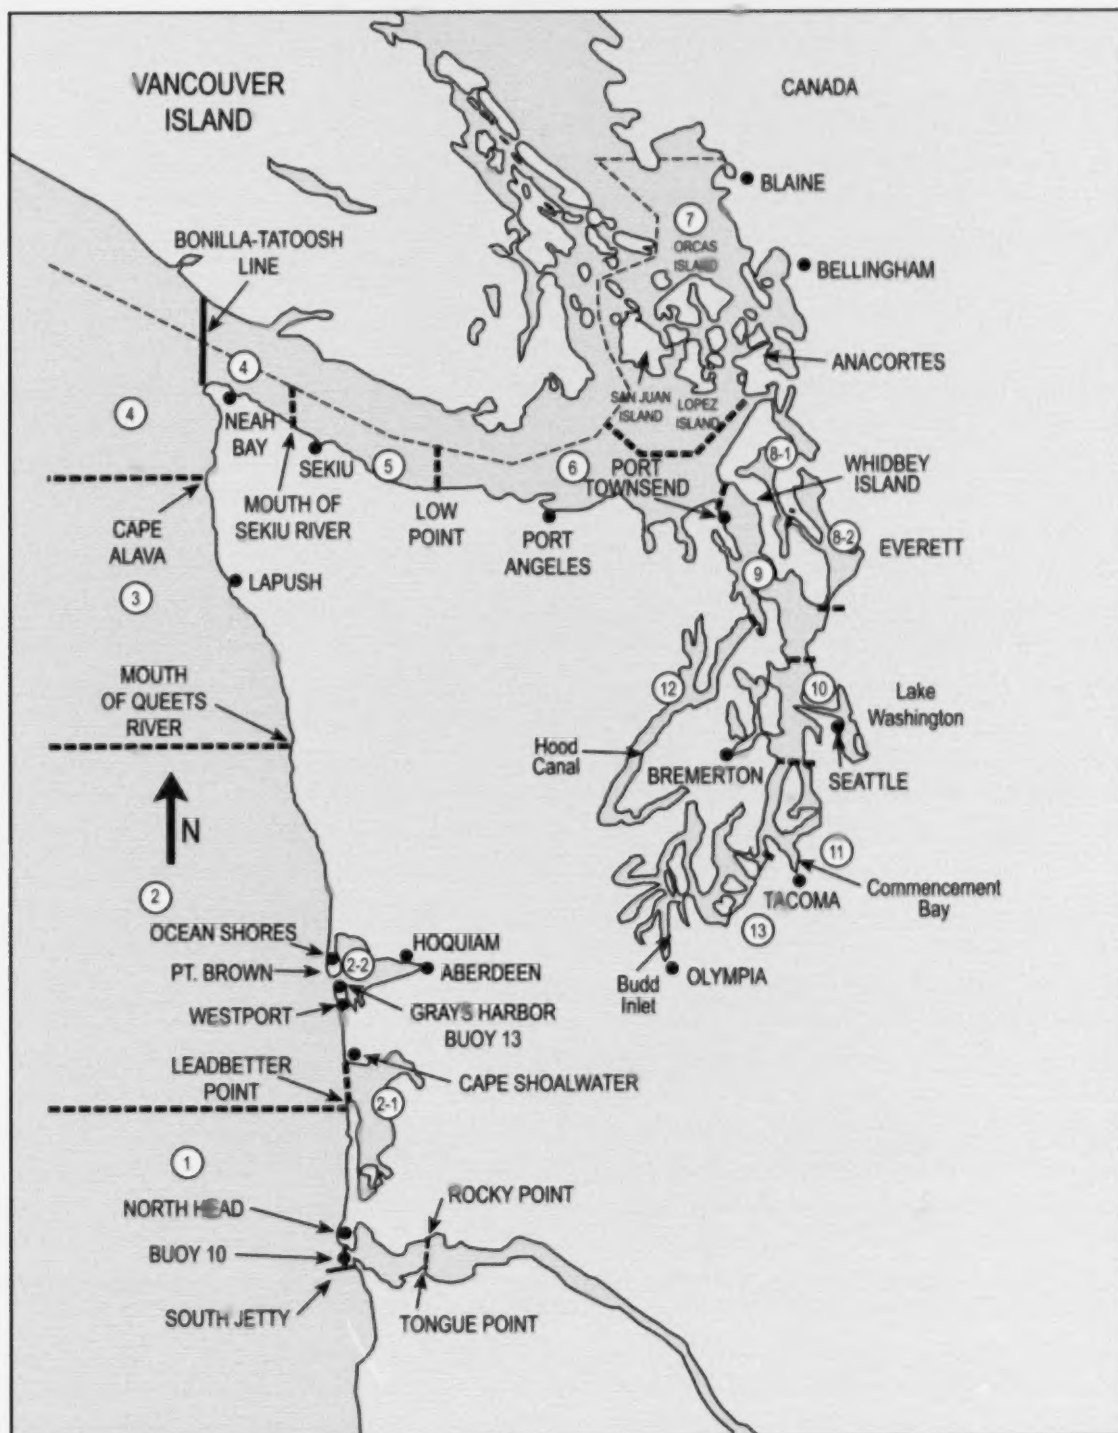 VANCOUVER
ISLAND
CANADA
BLAINE
7
ORCAS
ISLAND
BONILLA-TATOOSH
LINE
BELLINGHAM
ANACORTES
4
4
NEAH
BAY
SAN JUAN
ISLAND
LOPEZ
ISLAND
SEKIU
5
6
PORT
TOWNSEND
8-1
WHIDBEY
ISLAND
CAPE
ALAVA
MOUTH OF
SEKIU RIVER
LOW
POINT
PORT
ANGELES
8-2
EVERETT
3
LAPUSH
9
MOUTH
OF QUEETS
RIVER
12
10
Lake
Washington
Hood
Canal
BREMERTON
SEATTLE
N
11
2
TACOMA
Commencement
Bay
OCEAN SHORES
HOQUIAM
13
PT. BROWN
2-2
ABERDEEN
Budd
Inlet
OLYMPIA
WESTPORT
GRAYS HARBOR
BUOY 13
LEADBETTER
POINT
CAPE SHOALWATER
2-1
1
NORTH HEAD
ROCKY POINT
BUOY 10
SOUTH JETTY
TONGUE POINT